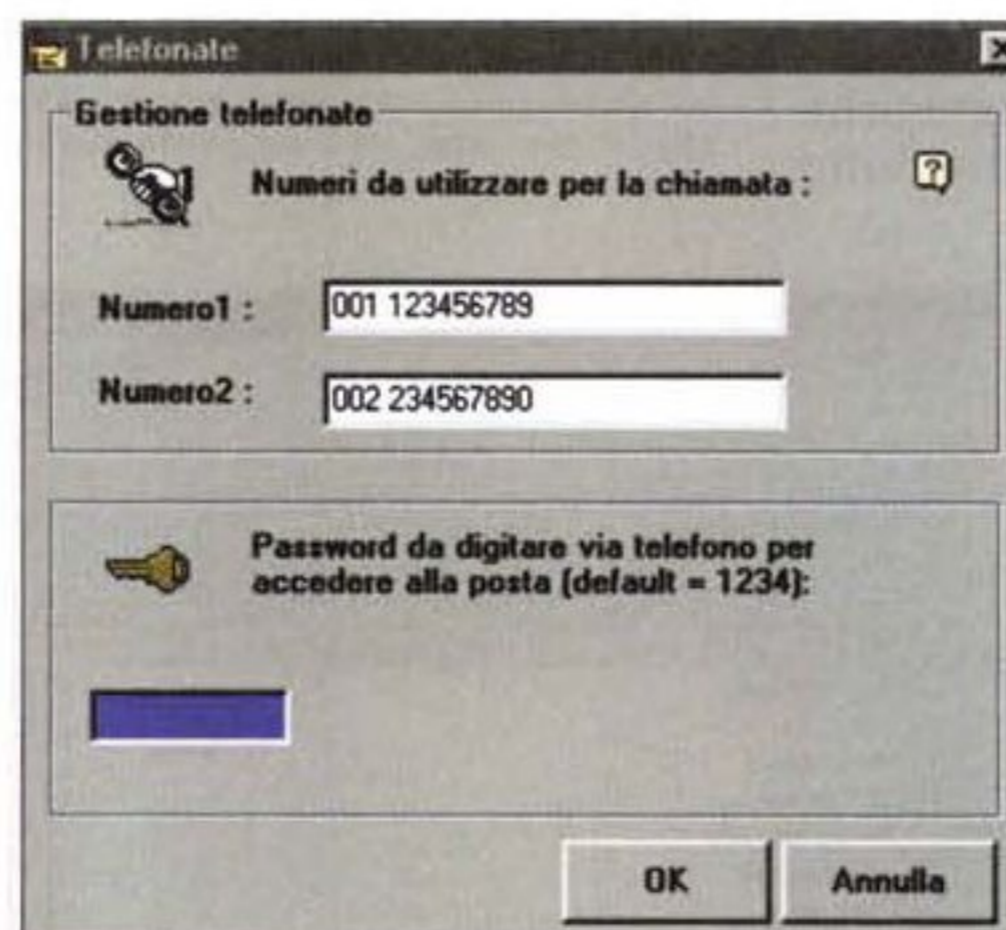 Telefonate
Gestione telefonate
Numeri da utilizzare per la chiamata :
Numero1 :
001 123456789
Numero2 :
002 234567890
Password da digitare via telefono per
accedere alla posta (default = 1234):
OK
Annulla